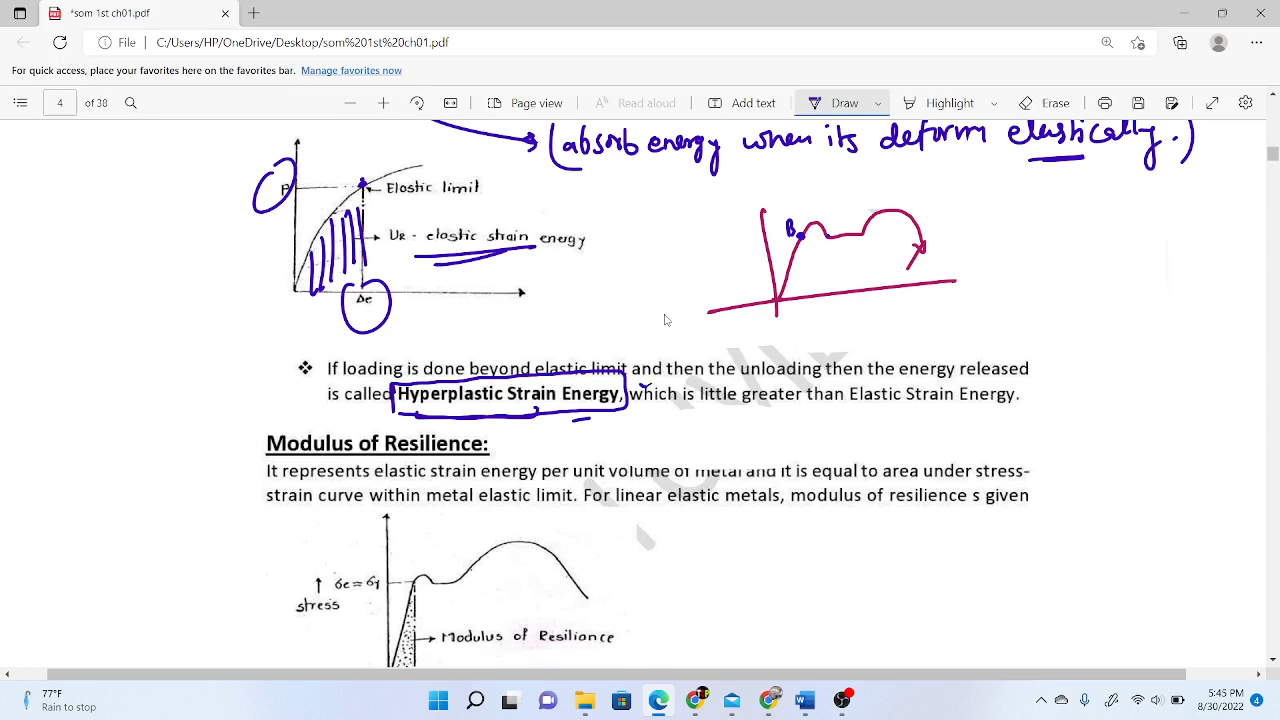 *som 1st ch01.pdf
File C:/Users/HP/OneDrive/Desktop/som%201st%20ch01.pdf
For quick access, place your favorites here on the favorites bar. Manage favorites now
4 of 38 Page view Read aloud Add text Draw Highlight Erase
(absorb energy when its deform elastically.)
P
Elostic limit
B
UR - elastic strain energy
Δe
❖ If loading is done beyond elastic limit and then the unloading then the energy released
is called Hyperplastic Strain Energy, which is little greater than Elastic Strain Energy.
Modulus of Resilience:
It represents elastic strain energy per unit volume of metal and it is equal to area under stress-
strain curve within metal elastic limit. For linear elastic metals, modulus of resilience s given
↑ σe = σy
stress
Modulus of Resiliance
77°F
Rain to stop
5:45 PM
8/30/2022
4